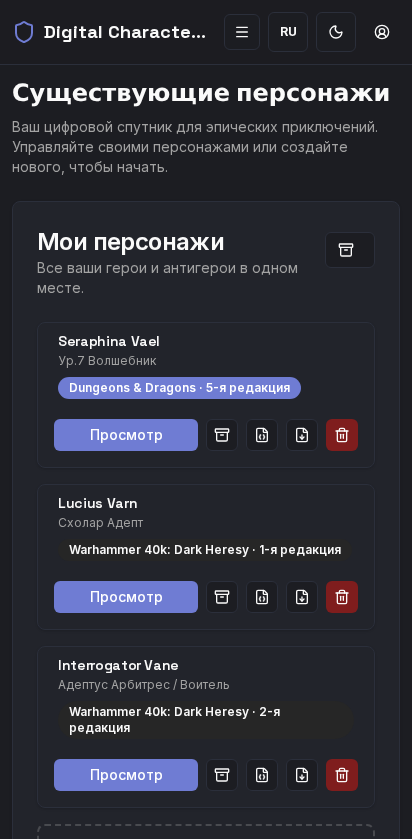 Digital Characte...
RU
Существующие персонажи
Ваш цифровой спутник для эпических приключений.
Управляйте своими персонажами или создайте
нового, чтобы начать.
Мои персонажи
Все ваши герои и антигерои в одном
месте.
Seraphina Vael
Ур.7 Волшебник
Dungeons & Dragons · 5-я редакция
Просмотр
Lucius Varn
Схолар Адепт
Warhammer 40k: Dark Heresy · 1-я редакция
Просмотр
Interrogator Vane
Адептус Арбитрес / Воитель
Warhammer 40k: Dark Heresy · 2-я
редакция
Просмотр